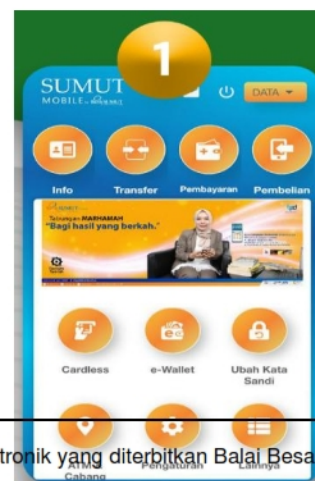 1
SUMUT
MOBILE
DATA
Info Transfer Pembayaran Pembelian
Tabungan MARHAMAH
"Bagi hasil yang berkah."
Cardless e-Wallet Ubah Kata
Sandi
tronik yang diterbitkan Balai Besa
ATM Pengaturan Lainnya
Cabang